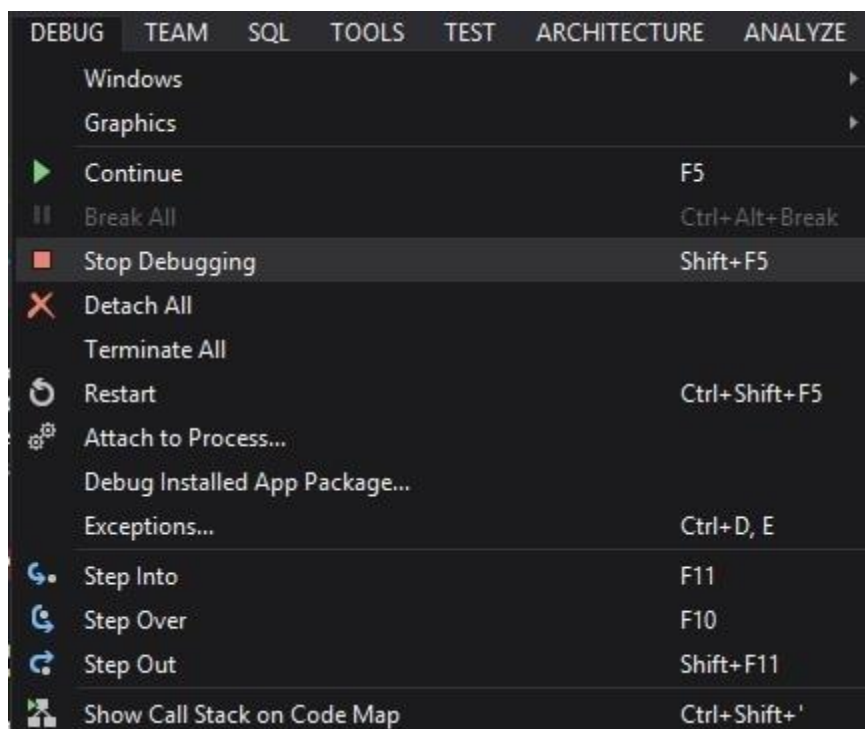 DEBUG TEAM SQL TOOLS TEST ARCHITECTURE ANALYZE
Windows
Graphics
Continue F5
Break All Ctrl+Alt+Break
Stop Debugging Shift+F5
Detach All
Terminate All
Restart Ctrl+Shift+F5
Attach to Process...
Debug Installed App Package...
Exceptions... Ctrl+D, E
Step Into F11
Step Over F10
Step Out Shift+F11
Show Call Stack on Code Map Ctrl+Shift+'